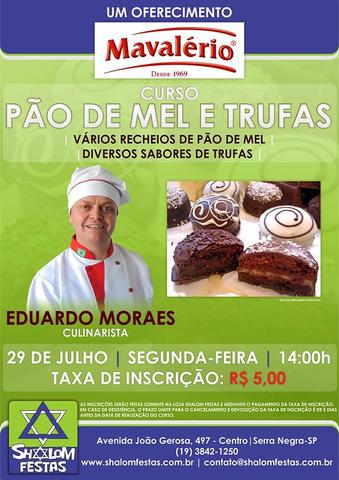 UM OFERECIMENTO
Mavalério®
DESDE 1969
CURSO
PÃO DE MEL E TRUFAS
| VÁRIOS RECHEIOS DE PÃO DE MEL |
| DIVERSOS SABORES DE TRUFAS |
EDUARDO MORAES
CULINARISTA
29 DE JULHO | SEGUNDA-FEIRA | 14:00h
TAXA DE INSCRIÇÃO: R$ 5,00
AS INSCRIÇÕES SERÃO FEITAS SOMENTE NA LOJA SHALOM FESTAS E MEDIANTE O PAGAMENTO DA TAXA DE INSCRIÇÃO.
EM CASO DE DESISTÊNCIA, O PRAZO LIMITE PARA O CANCELAMENTO E DEVOLUÇÃO DA TAXA DE INSCRIÇÃO É DE 8 DIAS
ANTES DA DATA DE REALIZAÇÃO DO CURSO.
SHALOM
FESTAS
Avenida João Gerosa, 497 - Centro | Serra Negra-SP
(19) 3842-1250
www.shalomfestas.com.br | contato@shalomfestas.com.br